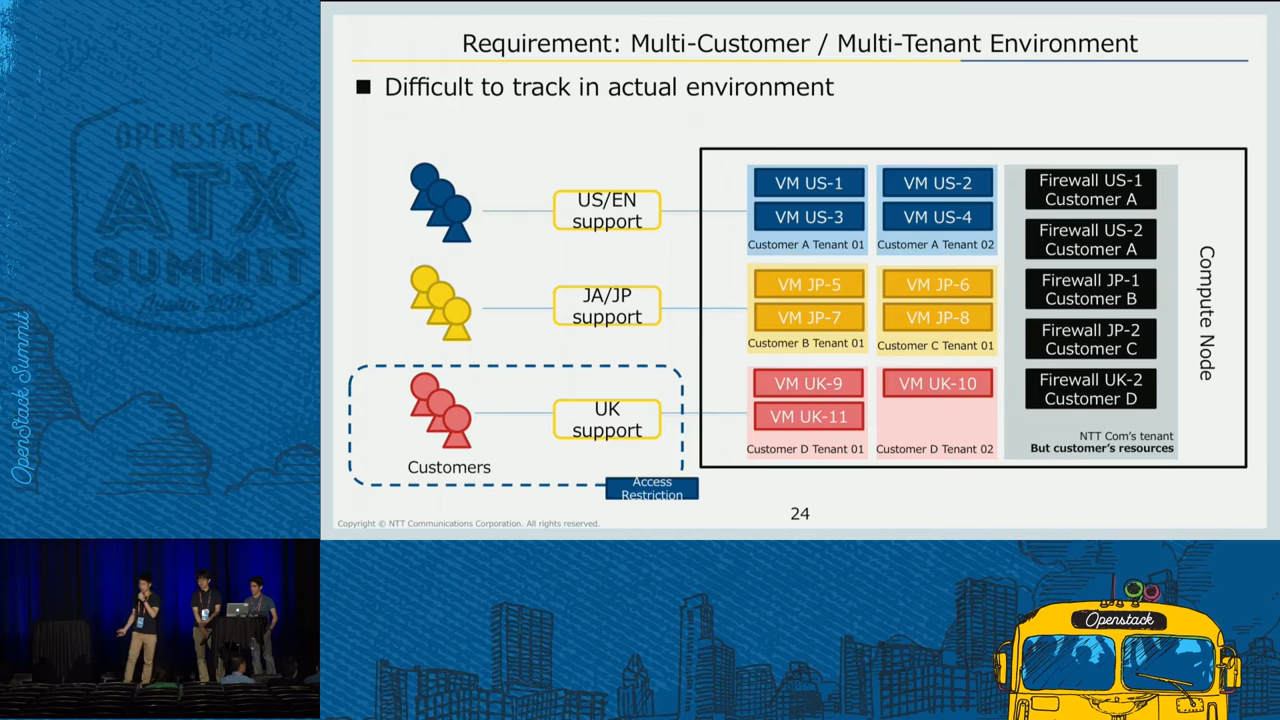 Requirement: Multi-Customer / Multi-Tenant Environment
■ Difficult to track in actual environment
US/EN
support
JA/JP
support
UK
support
Customers
Access
Restriction
VM US-1
VM US-2
VM US-3
VM US-4
Customer A Tenant 01
Customer A Tenant 02
VM JP-5
VM JP-6
VM JP-7
VM JP-8
Customer B Tenant 01
Customer C Tenant 01
VM UK-9
VM UK-10
VM UK-11
Customer D Tenant 01
Customer D Tenant 02
Firewall US-1
Customer A
Firewall US-2
Customer A
Firewall JP-1
Customer B
Firewall JP-2
Customer C
Firewall UK-2
Customer D
NTT Com's tenant
But customer's resources
Compute Node
24
Copyright © NTT Communications Corporation. All rights reserved.
OPENSTACK
ATX
SUMMIT
OpenStack Summit
Openstack